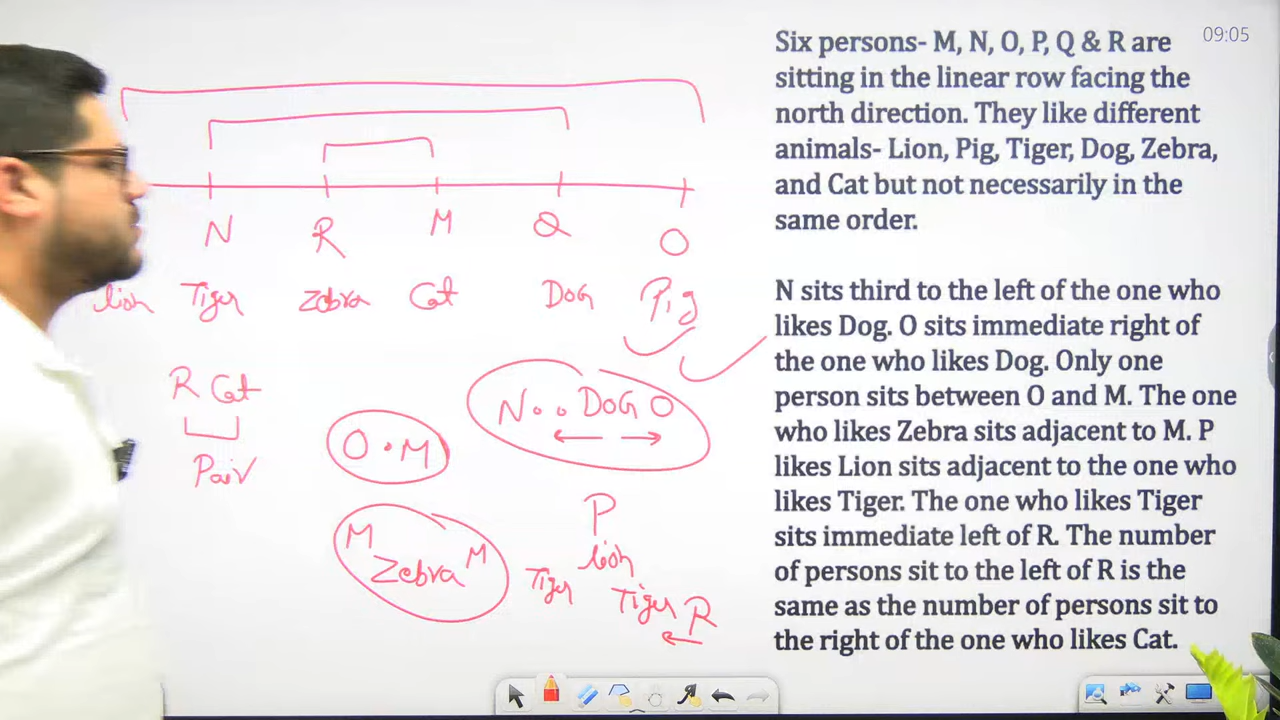 09:05
Six persons- M, N, O, P, Q & R are
sitting in the linear row facing the
north direction. They like different
animals- Lion, Pig, Tiger, Dog, Zebra,
and Cat but not necessarily in the
same order.
N sits third to the left of the one who
likes Dog. O sits immediate right of
the one who likes Dog. Only one
person sits between O and M. The one
who likes Zebra sits adjacent to M. P
likes Lion sits adjacent to the one who
likes Tiger. The one who likes Tiger
sits immediate left of R. The number
of persons sit to the left of R is the
same as the number of persons sit to
the right of the one who likes Cat.
N R M Q O
lion Tiger Zebra Cat Dog Pig
R Cat
Pair
O • M
N • • DOG O
M Zebra M
P
lion
Tiger Tiger R